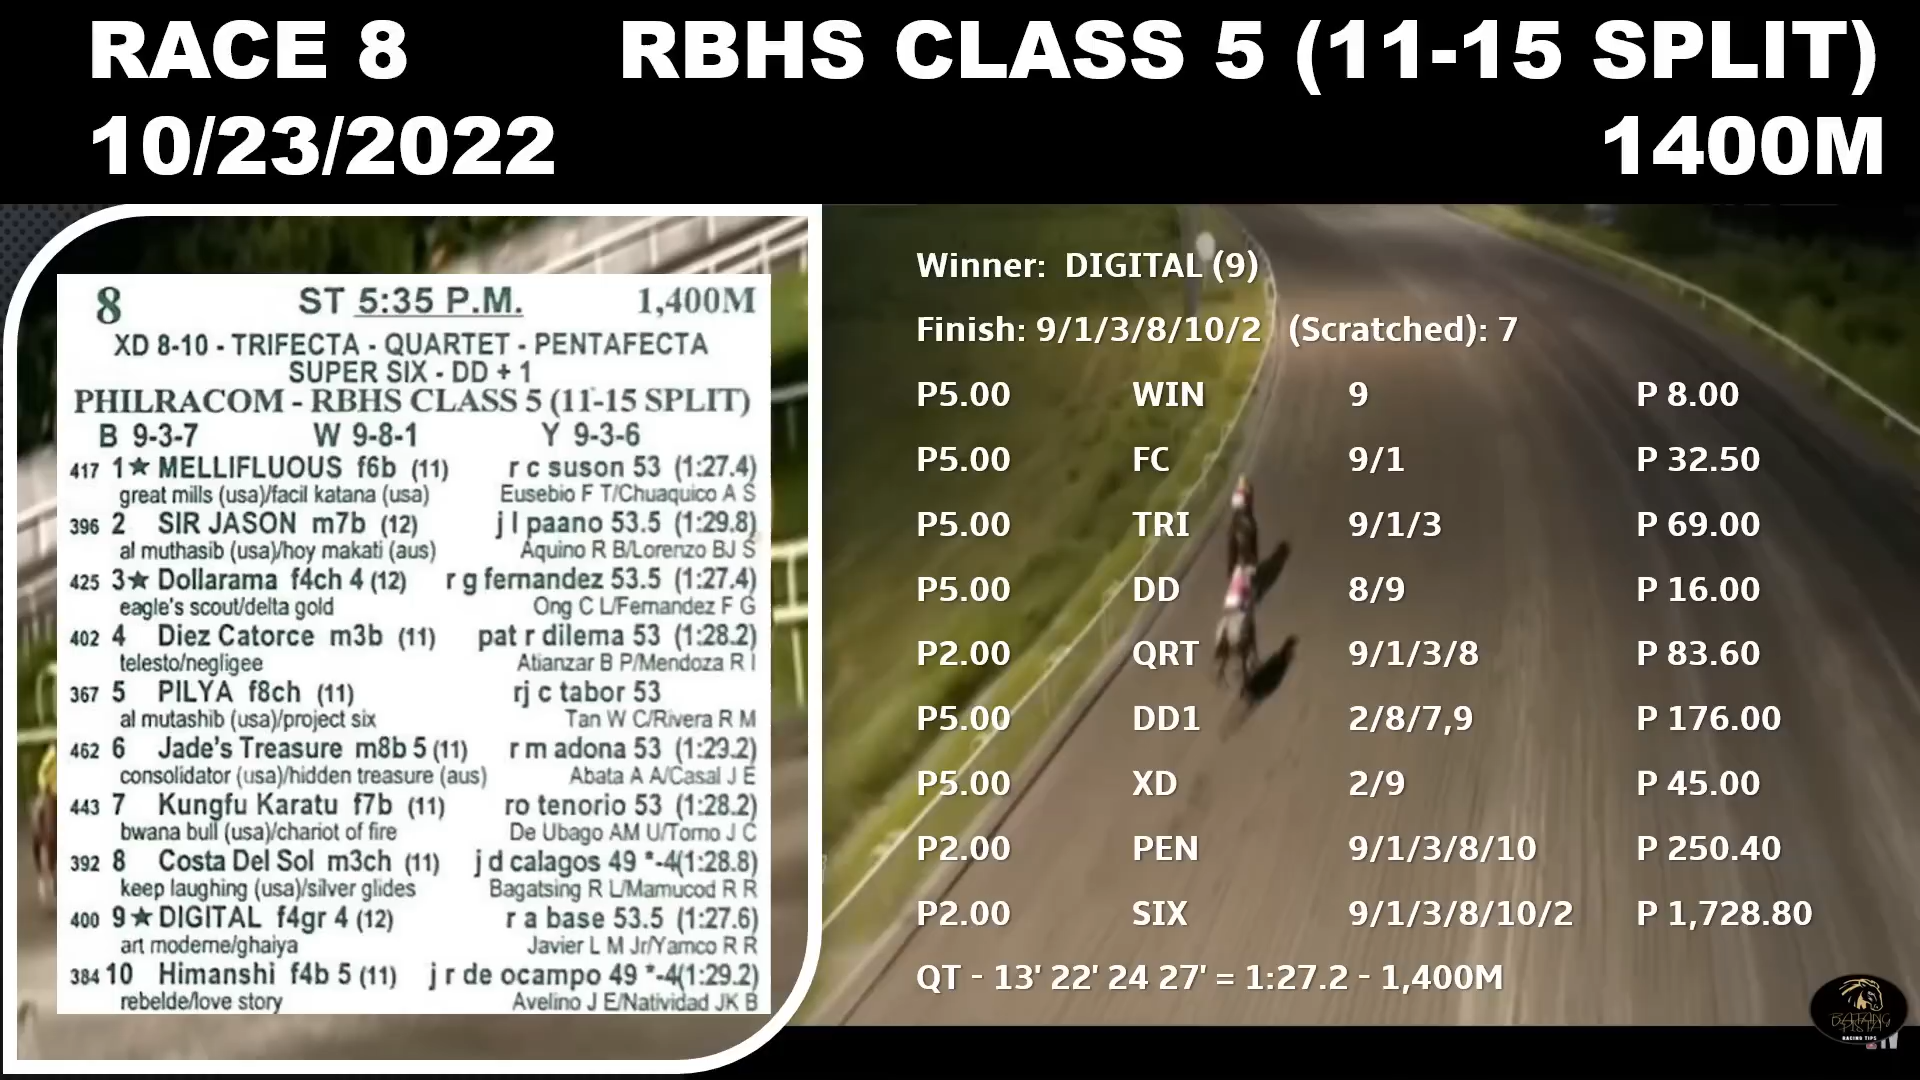 RACE 8 RBHS CLASS 5 (11-15 SPLIT)
10/23/2022 1400M
8 ST 5:35 P.M. 1,400M
XD 8-10 - TRIFECTA - QUARTET - PENTAFECTA
SUPER SIX - DD + 1
PHILRACOM - RBHS CLASS 5 (11-15 SPLIT)
B 9-3-7 W 9-8-1 Y 9-3-6
417 1★ MELLIFLUOUS f6b (11) r c suson 53 (1:27.4)
great mills (usa)/facil katana (usa) Eusebio F T/Chuaquico A S
396 2 SIR JASON m7b (12) j l paano 53.5 (1:29.8)
al muthasib (usa)/hoy makati (aus) Aquino R B/Lorenzo BJ S
425 3★ Dollarama f4ch 4 (12) r g fernandez 53.5 (1:27.4)
eagle's scout/delta gold Ong C L/Fernandez F G
402 4 Diez Catorce m3b (11) pat r dilema 53 (1:28.2)
telesto/negligee Atianzar B P/Mendoza R I
367 5 PILYA f8ch (11) rj c tabor 53
al mutashib (usa)/project six Tan W C/Rivera R M
462 6 Jade's Treasure m8b 5 (11) r m adona 53 (1:29.2)
consolidator (usa)/hidden treasure (aus) Abata A A/Casal J E
443 7 Kungfu Karatu f7b (11) ro tenorio 53 (1:28.2)
bwana bull (usa)/chariot of fire De Ubago AM U/Torno J C
392 8 Costa Del Sol m3ch (11) j d calagos 49 *-4(1:28.8)
keep laughing (usa)/silver glides Bagatsing R L/Mamucod R R
400 9★ DIGITAL f4gr 4 (12) r a base 53.5 (1:27.6)
art moderne/ghaiya Javier L M Jr/Yamco R R
384 10 Himanshi f4b 5 (11) j r de ocampo 49 *-4(1:29.2)
rebelde/love story Avelino J E/Natividad JK B
Winner: DIGITAL (9)
Finish: 9/1/3/8/10/2 (Scratched): 7
P5.00 WIN 9 P 8.00
P5.00 FC 9/1 P 32.50
P5.00 TRI 9/1/3 P 69.00
P5.00 DD 8/9 P 16.00
P2.00 QRT 9/1/3/8 P 83.60
P5.00 DD1 2/8/7,9 P 176.00
P5.00 XD 2/9 P 45.00
P2.00 PEN 9/1/3/8/10 P 250.40
P2.00 SIX 9/1/3/8/10/2 P 1,728.80
QT - 13' 22' 24 27' = 1:27.2 - 1,400M
BATANG
PISTA
RACING TIPS